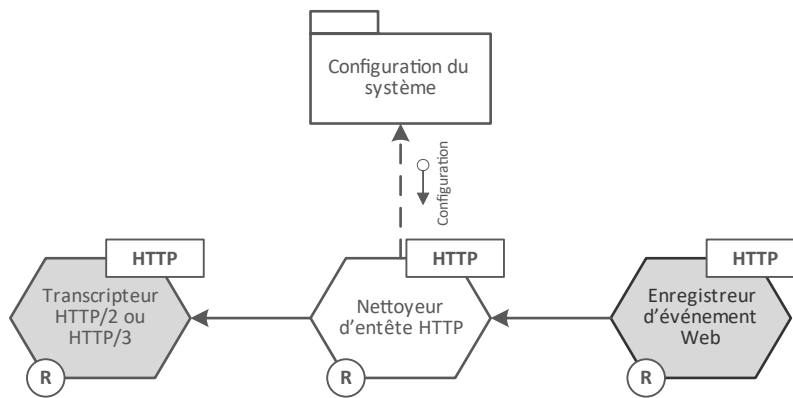 Configuration du
système
Configuration
HTTP
Transcripteur
HTTP/2 ou
HTTP/3
R
HTTP
Nettoyeur
d'entête HTTP
R
HTTP
Enregistreur
d'événement
Web
R